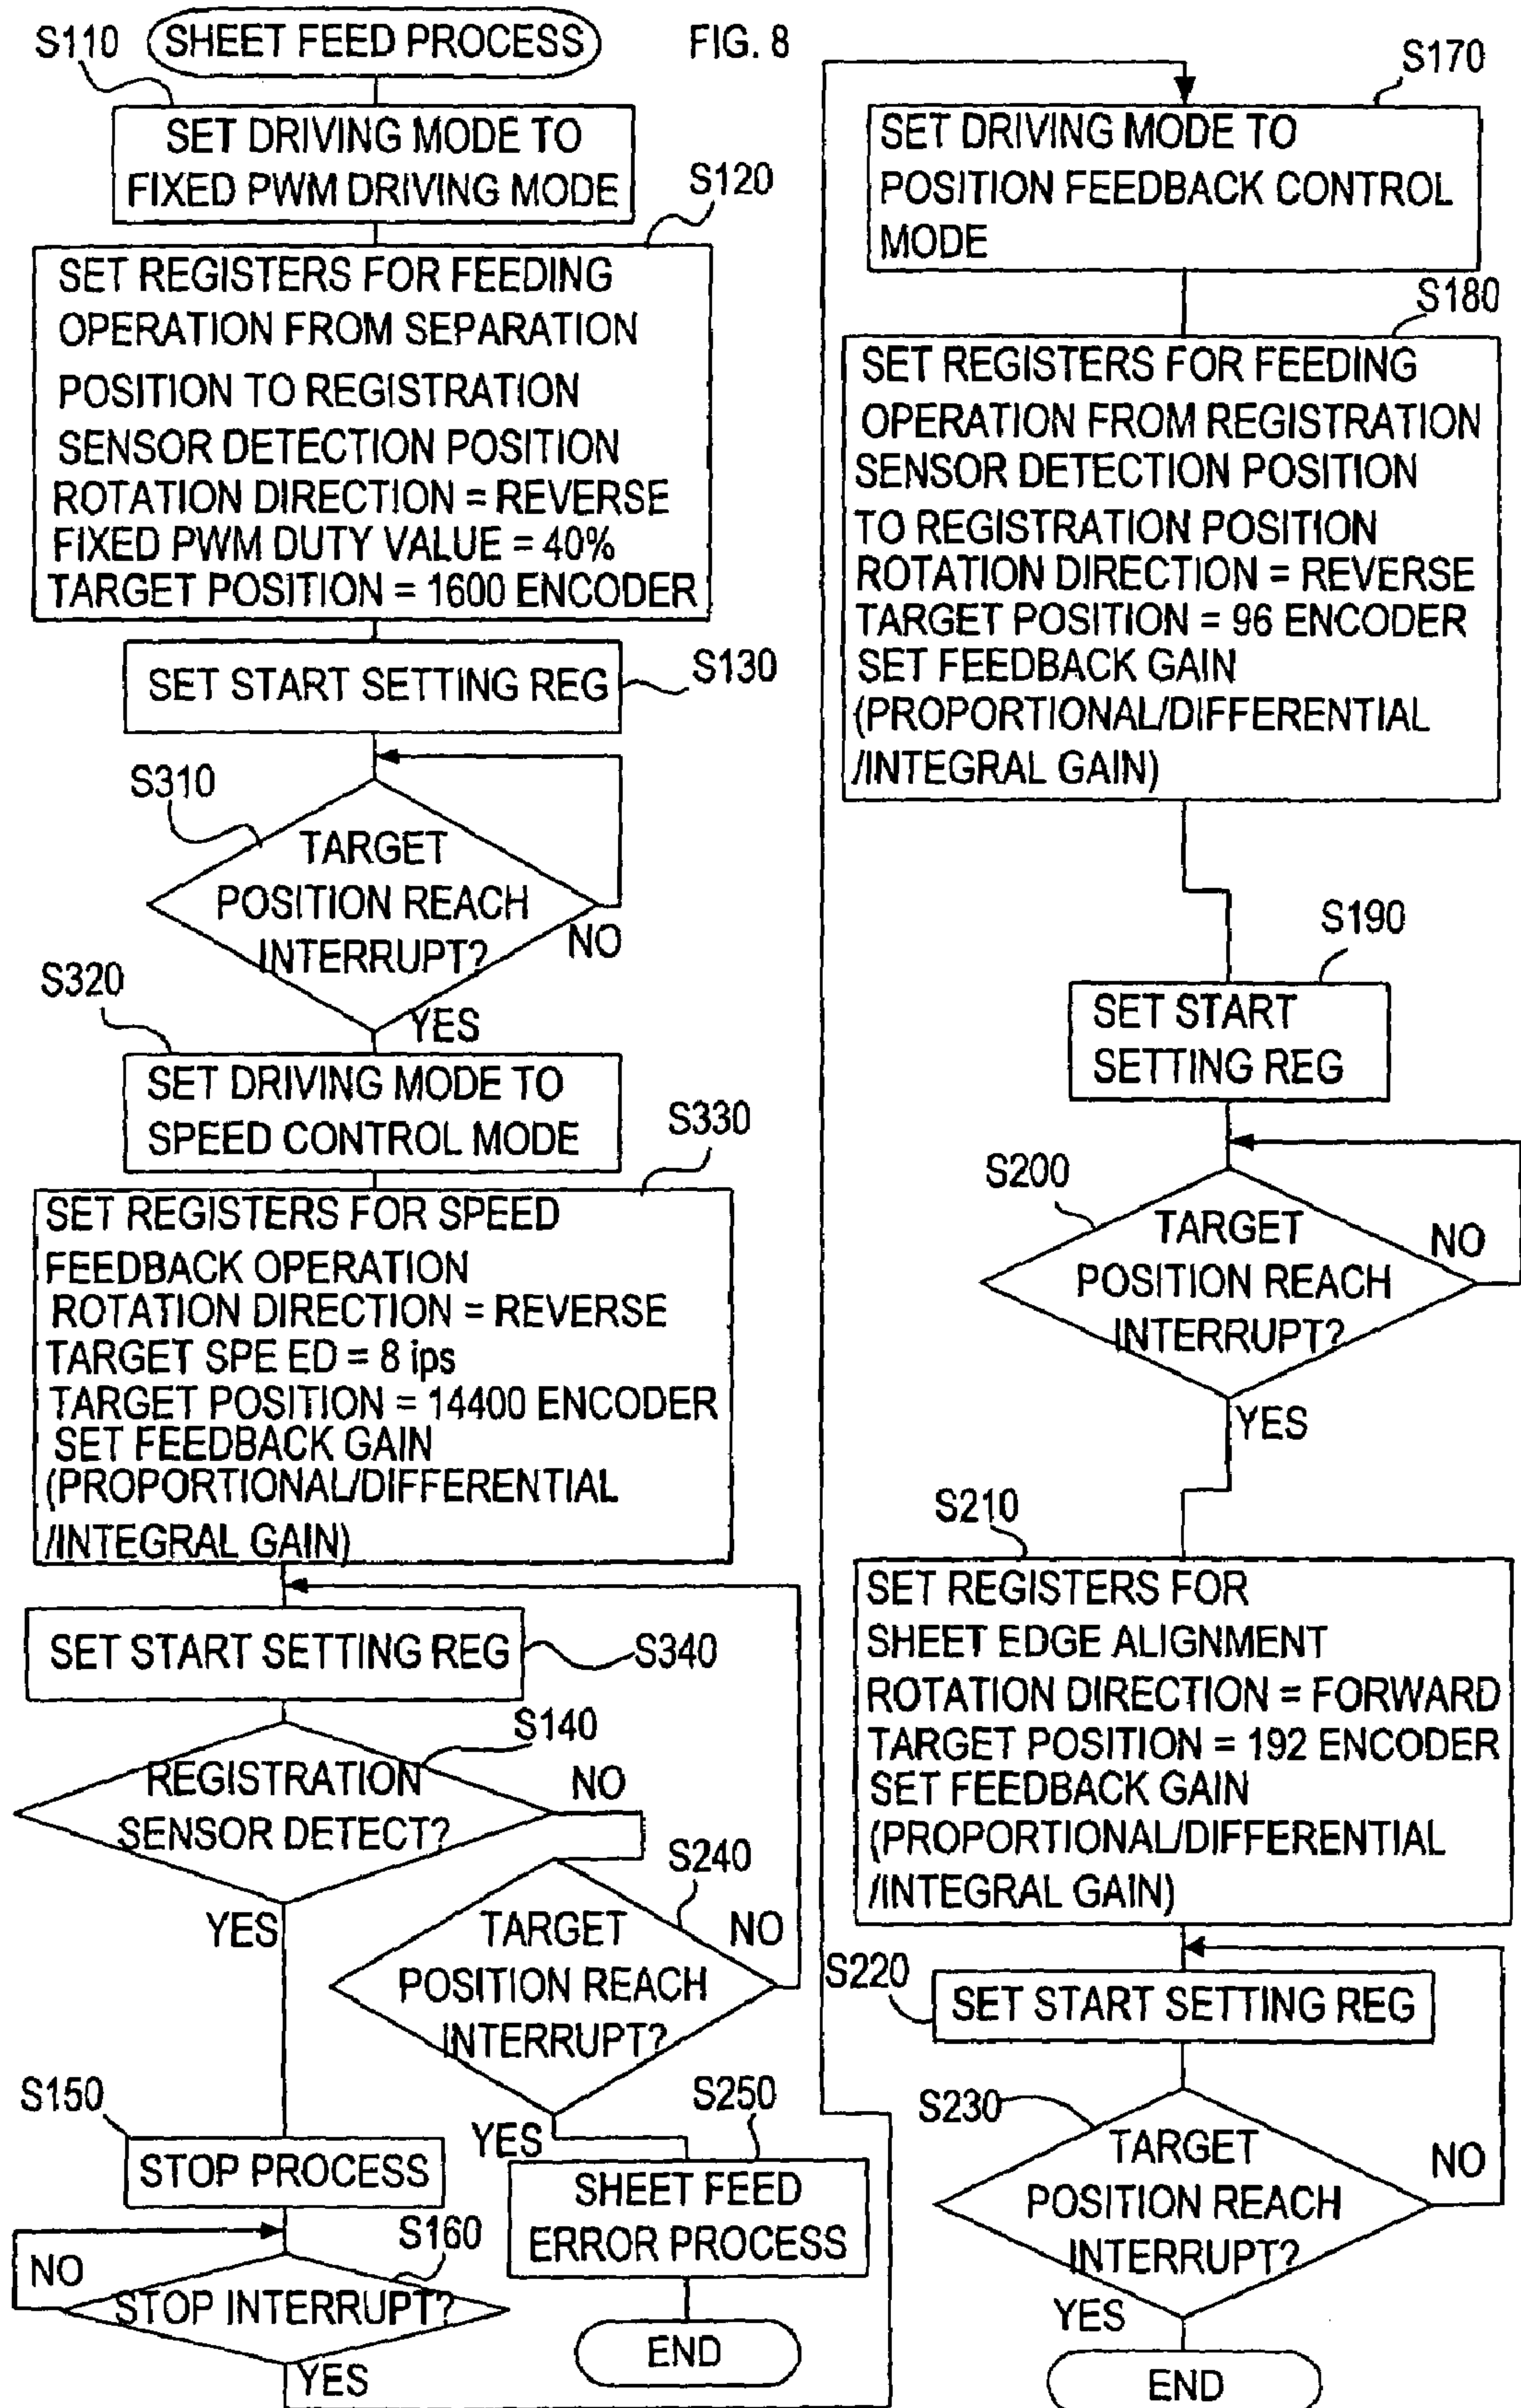 FIG. 8
S110
SHEET FEED PROCESS
SET DRIVING MODE TO
FIXED PWM DRIVING MODE
S120
SET REGISTERS FOR FEEDING
OPERATION FROM SEPARATION
POSITION TO REGISTRATION
SENSOR DETECTION POSITION
ROTATION DIRECTION = REVERSE
FIXED PWM DUTY VALUE = 40%
TARGET POSITION = 1600 ENCODER
SET START SETTING REG
S130
S310
TARGET
POSITION REACH
INTERRUPT?
NO
YES
S320
SET DRIVING MODE TO
SPEED CONTROL MODE
S330
SET REGISTERS FOR SPEED
FEEDBACK OPERATION
ROTATION DIRECTION = REVERSE
TARGET SPE ED = 8 ips
TARGET POSITION = 14400 ENCODER
SET FEEDBACK GAIN
(PROPORTIONAL/DIFFERENTIAL
/INTEGRAL GAIN)
SET START SETTING REG
S340
S140
REGISTRATION
SENSOR DETECT?
NO
YES
S240
TARGET
POSITION REACH
INTERRUPT?
NO
YES
S150
STOP PROCESS
S250
SHEET FEED
ERROR PROCESS
END
S160
NO
STOP INTERRUPT?
YES
S170
SET DRIVING MODE TO
POSITION FEEDBACK CONTROL
MODE
S180
SET REGISTERS FOR FEEDING
OPERATION FROM REGISTRATION
SENSOR DETECTION POSITION
TO REGISTRATION POSITION
ROTATION DIRECTION = REVERSE
TARGET POSITION = 96 ENCODER
SET FEEDBACK GAIN
(PROPORTIONAL/DIFFERENTIAL
/INTEGRAL GAIN)
S190
SET START
SETTING REG
S200
TARGET
POSITION REACH
INTERRUPT?
NO
YES
S210
SET REGISTERS FOR
SHEET EDGE ALIGNMENT
ROTATION DIRECTION = FORWARD
TARGET POSITION = 192 ENCODER
SET FEEDBACK GAIN
(PROPORTIONAL/DIFFERENTIAL
/INTEGRAL GAIN)
S220
SET START SETTING REG
S230
TARGET
POSITION REACH
INTERRUPT?
NO
YES
END